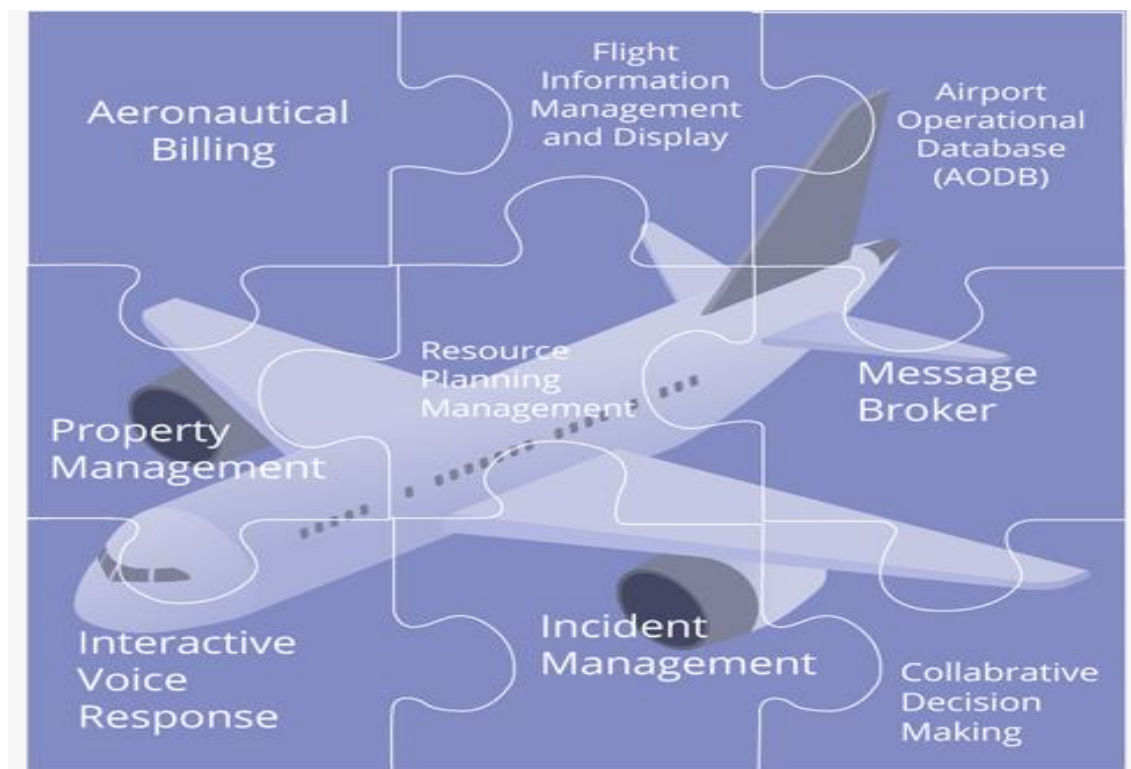 Aeronautical
Billing
Flight
Information
Management
and Display
Airport
Operational
Database
(AODB)
Property
Management
Resource
Planning
Management
Message
Broker
Interactive
Voice
Response
Incident
Management
Collabrative
Decision
Making